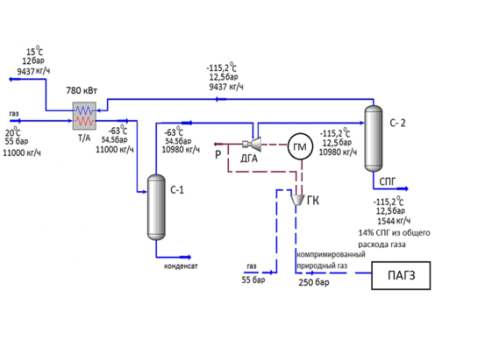 15 °C
12бар
9437 кг/ч
780 кВт
газ
20°C
55 бар
11000 кг/ч
Т/А
-63°C
54,5бар
11000 кг/ч
С-1
конденсат
-115,2°C
12,5бар
9437 кг/ч
-63°C
54,5бар
10980 кг/ч
Р
ДГА
ГМ
-115,2°C
12,5бар
10980 кг/ч
С- 2
СПГ
-115,2°C
12,5бар
1544 кг/ч
14% СПГ из общего
расхода газа
ГК
газ
55 бар
компримированный
природный газ
250 бар
ПАГЗ